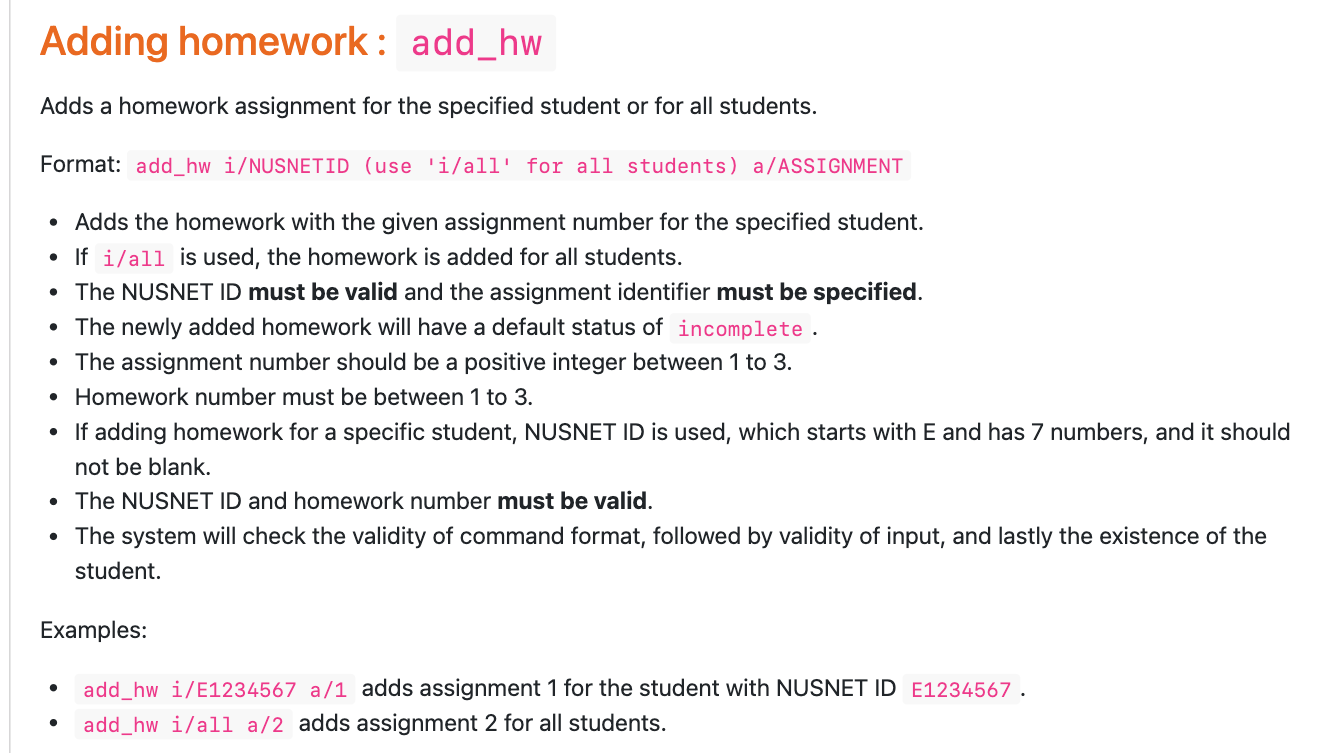 Adding homework : add_hw
Adds a homework assignment for the specified student or for all students.
Format: add_hw i/NUSNETID (use 'i/all' for all students) a/ASSIGNMENT
• Adds the homework with the given assignment number for the specified student.
• If i/all is used, the homework is added for all students.
• The NUSNET ID must be valid and the assignment identifier must be specified.
• The newly added homework will have a default status of incomplete .
• The assignment number should be a positive integer between 1 to 3.
• Homework number must be between 1 to 3.
• If adding homework for a specific student, NUSNET ID is used, which starts with E and has 7 numbers, and it should
not be blank.
• The NUSNET ID and homework number must be valid.
• The system will check the validity of command format, followed by validity of input, and lastly the existence of the
student.
Examples:
• add_hw i/E1234567 a/1 adds assignment 1 for the student with NUSNET ID E1234567 .
• add_hw i/all a/2 adds assignment 2 for all students.